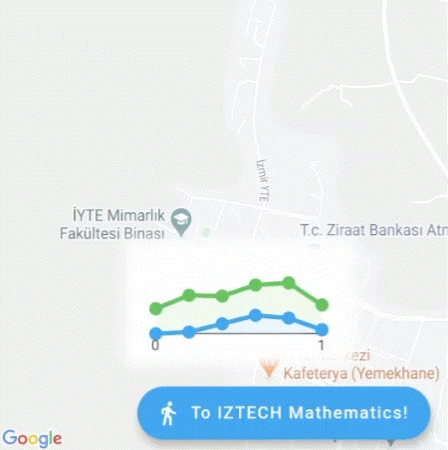 İzmir YTE
İYTE Mimarlık
Fakültesi Binası
T.c. Ziraat Bankası Atm
0
1
Kafeterya (Yemekhane)
To IZTECH Mathematics!
Google